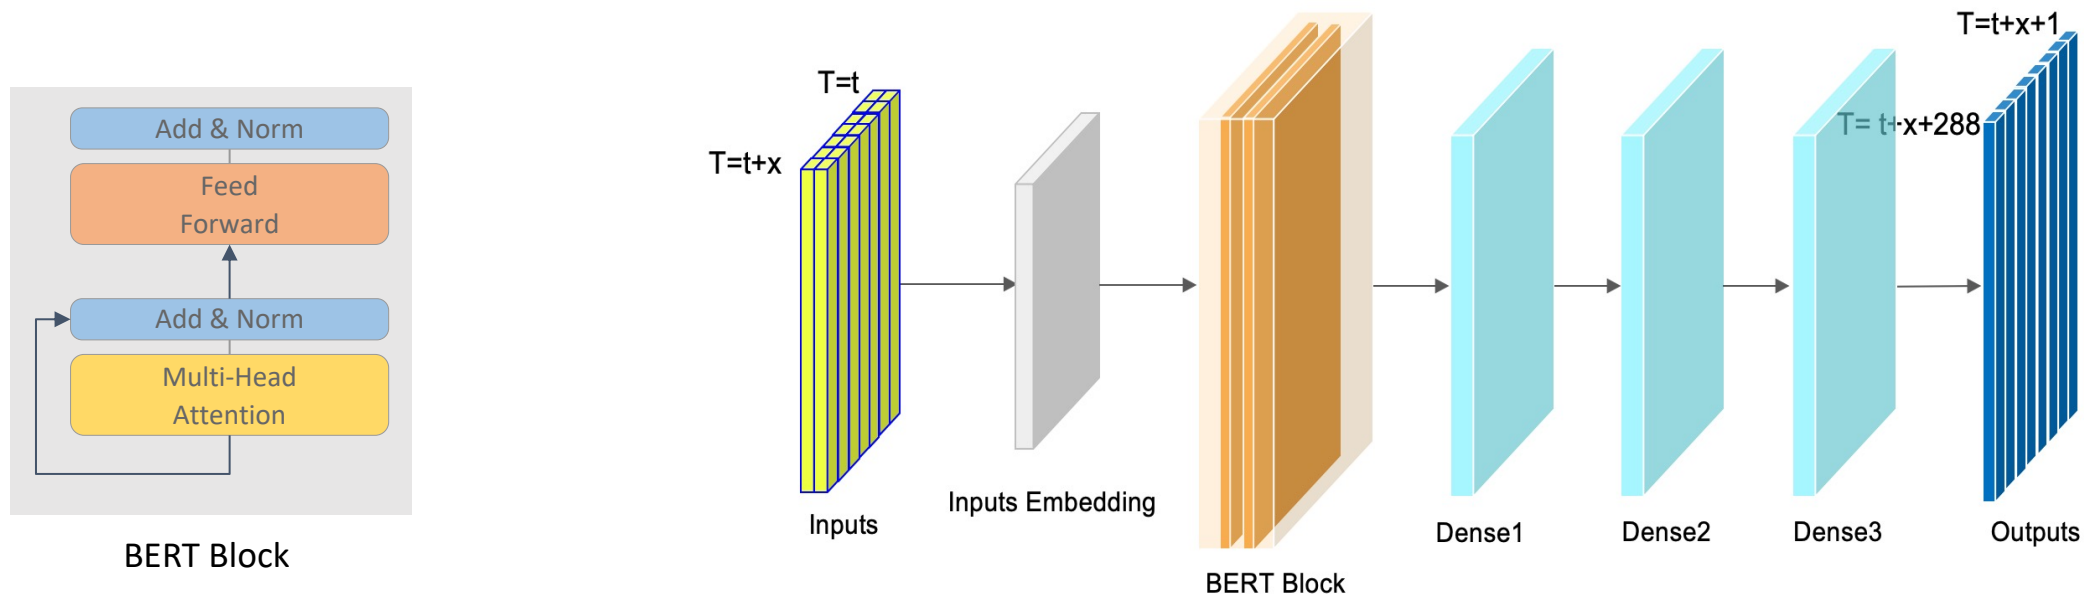 Add & Norm
Feed
Forward
Add & Norm
Multi-Head
Attention
BERT Block
T=t
T=t+x
Inputs
Inputs Embedding
BERT Block
Dense1
Dense2
Dense3
T=t+x+1
T= t+x+288
Outputs